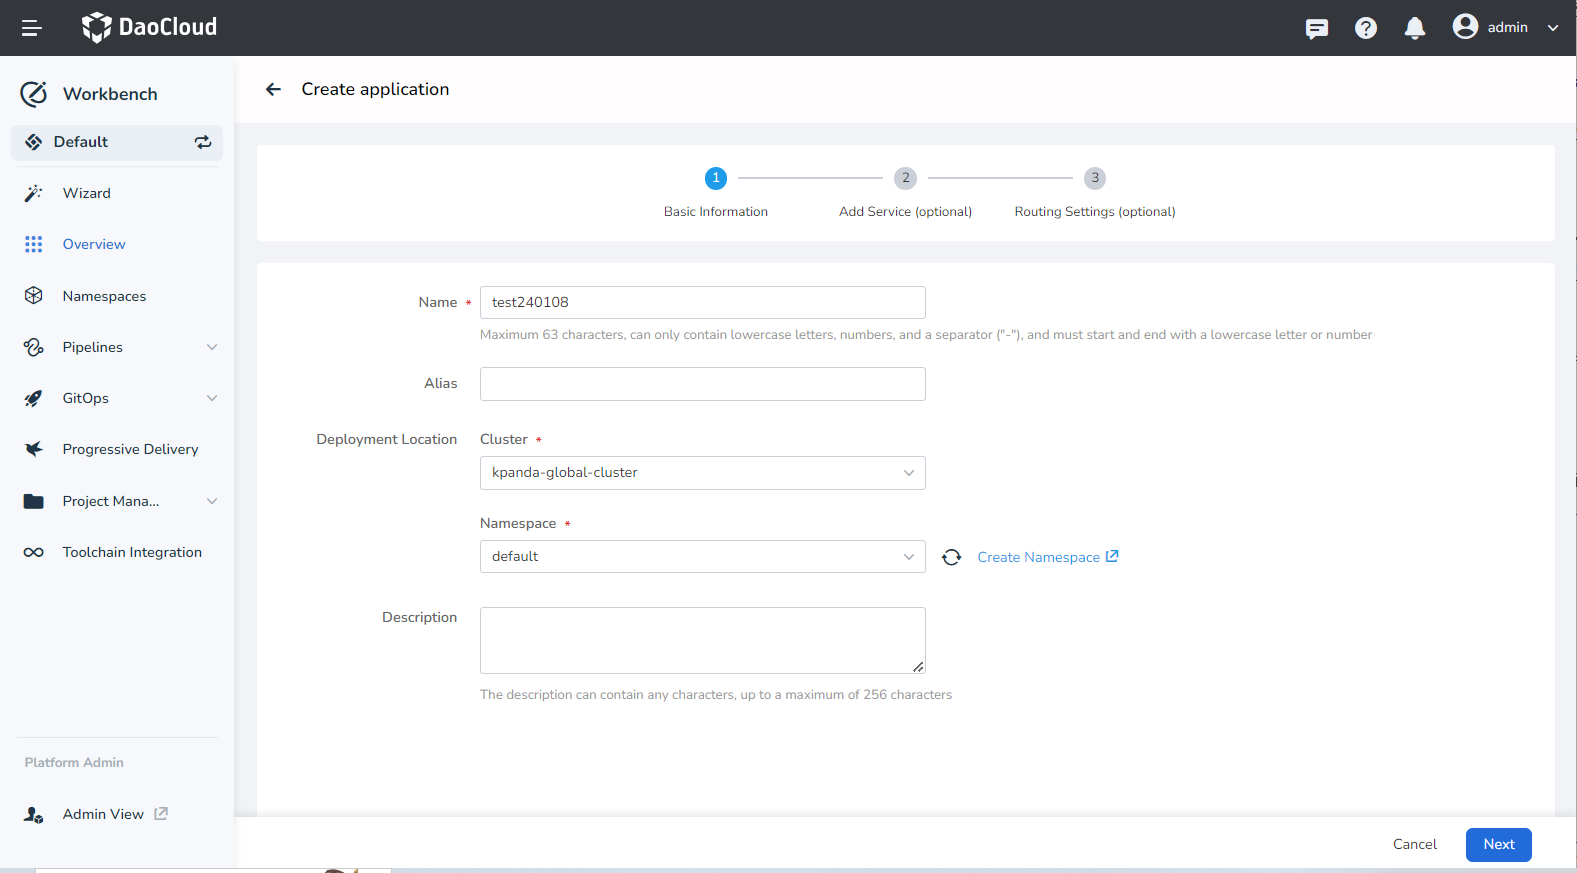 DaoCloud
admin
Workbench
Default
Wizard
Overview
Namespaces
Pipelines
GitOps
Progressive Delivery
Project Mana...
Toolchain Integration
Platform Admin
Admin View
Create application
1
2
3
Basic Information
Add Service (optional)
Routing Settings (optional)
Name *
test240108
Maximum 63 characters, can only contain lowercase letters, numbers, and a separator ("-"), and must start and end with a lowercase letter or number
Alias
Deployment Location
Cluster *
kpanda-global-cluster
Namespace *
default
Create Namespace
Description
The description can contain any characters, up to a maximum of 256 characters
Cancel
Next